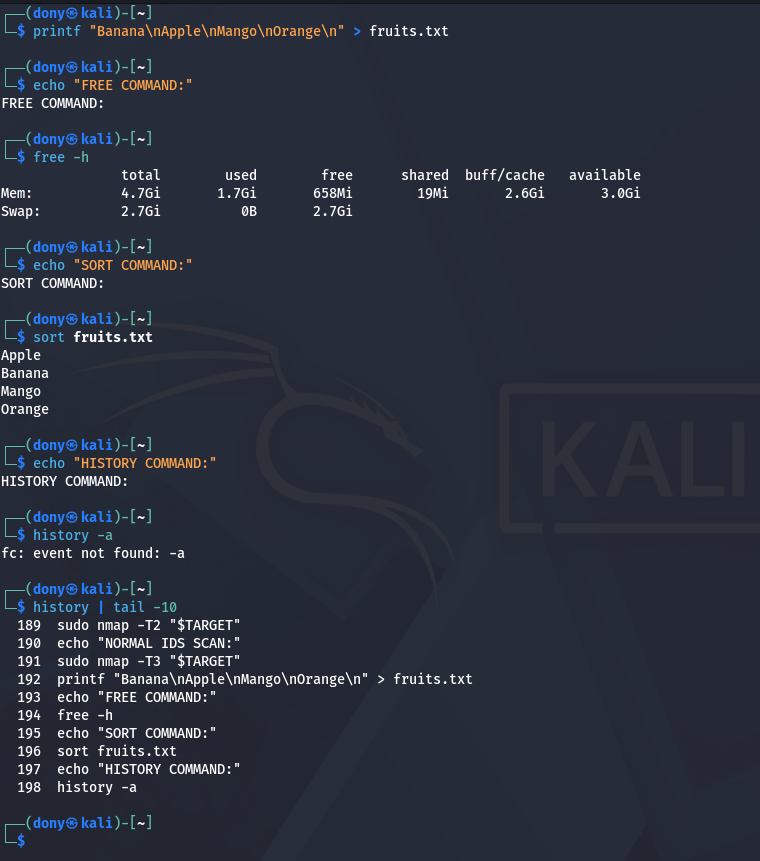 ┌──(dony㉿kali)-[~]
└─$ printf "Banana\nApple\nMango\nOrange\n" > fruits.txt

┌──(dony㉿kali)-[~]
└─$ echo "FREE COMMAND:"
FREE COMMAND:

┌──(dony㉿kali)-[~]
└─$ free -h
               total        used        free      shared  buff/cache   available
Mem:           4.7Gi       1.7Gi       658Mi        19Mi       2.6Gi       3.0Gi
Swap:          2.7Gi          0B       2.7Gi

┌──(dony㉿kali)-[~]
└─$ echo "SORT COMMAND:"
SORT COMMAND:

┌──(dony㉿kali)-[~]
└─$ sort fruits.txt
Apple
Banana
Mango
Orange

┌──(dony㉿kali)-[~]
└─$ echo "HISTORY COMMAND:"
HISTORY COMMAND:

┌──(dony㉿kali)-[~]
└─$ history -a
fc: event not found: -a

┌──(dony㉿kali)-[~]
└─$ history | tail -10
  189  sudo nmap -T2 "$TARGET"
  190  echo "NORMAL IDS SCAN:"
  191  sudo nmap -T3 "$TARGET"
  192  printf "Banana\nApple\nMango\nOrange\n" > fruits.txt
  193  echo "FREE COMMAND:"
  194  free -h
  195  echo "SORT COMMAND:"
  196  sort fruits.txt
  197  echo "HISTORY COMMAND:"
  198  history -a

┌──(dony㉿kali)-[~]
└─$
KALI